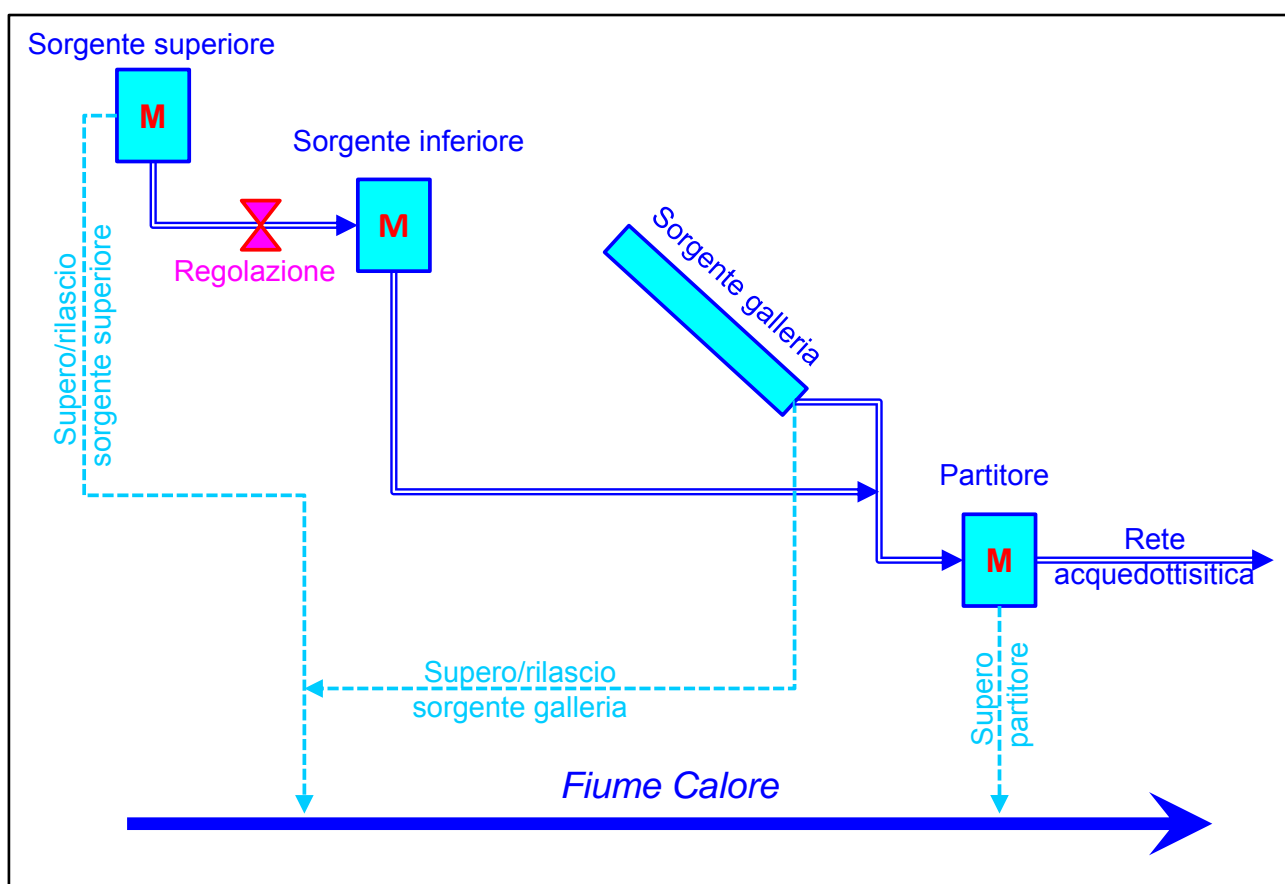 Sorgente superiore
M
Sorgente inferiore
M
Regolazione
Supero/rilascio
sorgente superiore
Sorgente galleria
Partitore
M
Rete
acquedottisitica
Supero/rilascio
sorgente galleria
Supero
partitore
Fiume Calore